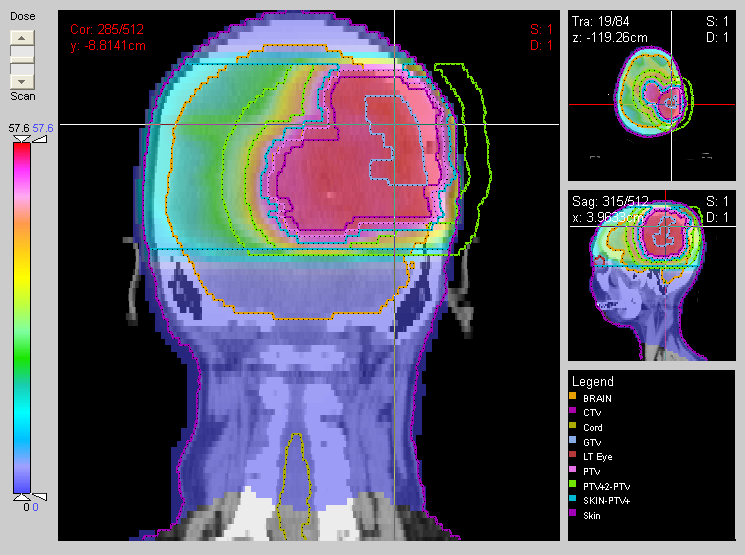 Dose
Scan
57.6 57.6
0 0
Cor: 285/512
y: -8.8141cm
S: 1
D: 1
Tra: 19/84
z: -119.26cm
S: 1
D: 1
Sag: 315/512
x: 3.9633cm
S: 1
D: 1
Legend
BRAIN
CTv
Cord
GTv
LT Eye
PTv
PTV+2-PTv
SKIN-PTV+
Skin